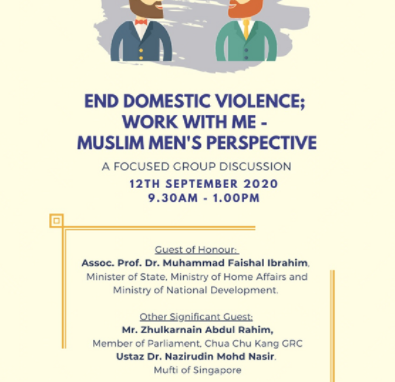 END DOMESTIC VIOLENCE;
WORK WITH ME -
MUSLIM MEN'S PERSPECTIVE
A FOCUSED GROUP DISCUSSION
12TH SEPTEMBER 2020
9.30AM - 1.00PM
Guest of Honour:
Assoc. Prof. Dr. Muhammad Faishal Ibrahim,
Minister of State, Ministry of Home Affairs and
Ministry of National Development.
Other Significant Guest:
Mr. Zhulkarnain Abdul Rahim,
Member of Parliament, Chua Chu Kang GRC
Ustaz Dr. Nazirudin Mohd Nasir,
Mufti of Singapore